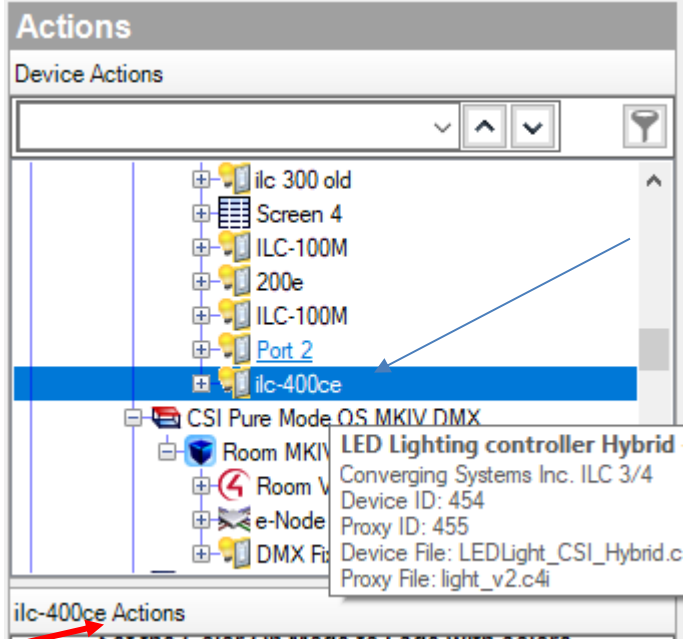 Actions
Device Actions
ilc 300 old
Screen 4
ILC-100M
200e
ILC-100M
Port 2
ilc-400ce
CSI Pure Mode OS MKIV DMX
Room MKIV
LED Lighting controller Hybrid
Converging Systems Inc. ILC 3/4
Room V
Device ID: 454
e-Node
Proxy ID: 455
DMX Fi
Device File: LEDLight_CSI_Hybrid.c
Proxy File: light_v2.c4i
ilc-400ce Actions